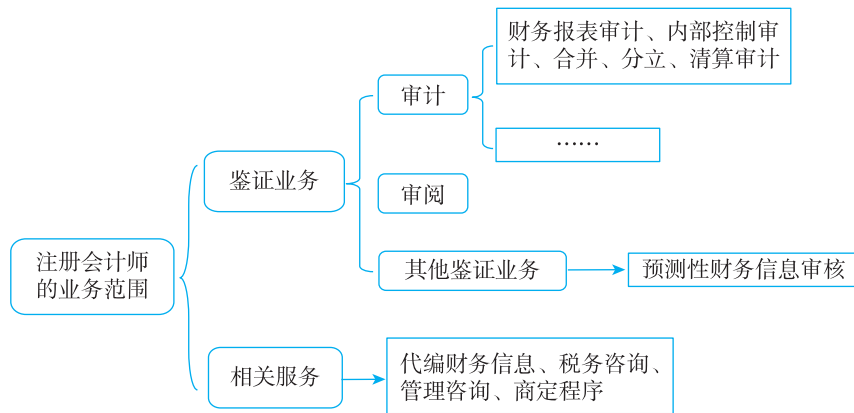 财务报表审计、内部控制审
计、合并、分立、清算审计
审计
……
鉴证业务
审阅
注册会计师
的业务范围
其他鉴证业务
预测性财务信息审核
相关服务
代编财务信息、税务咨询、
管理咨询、商定程序